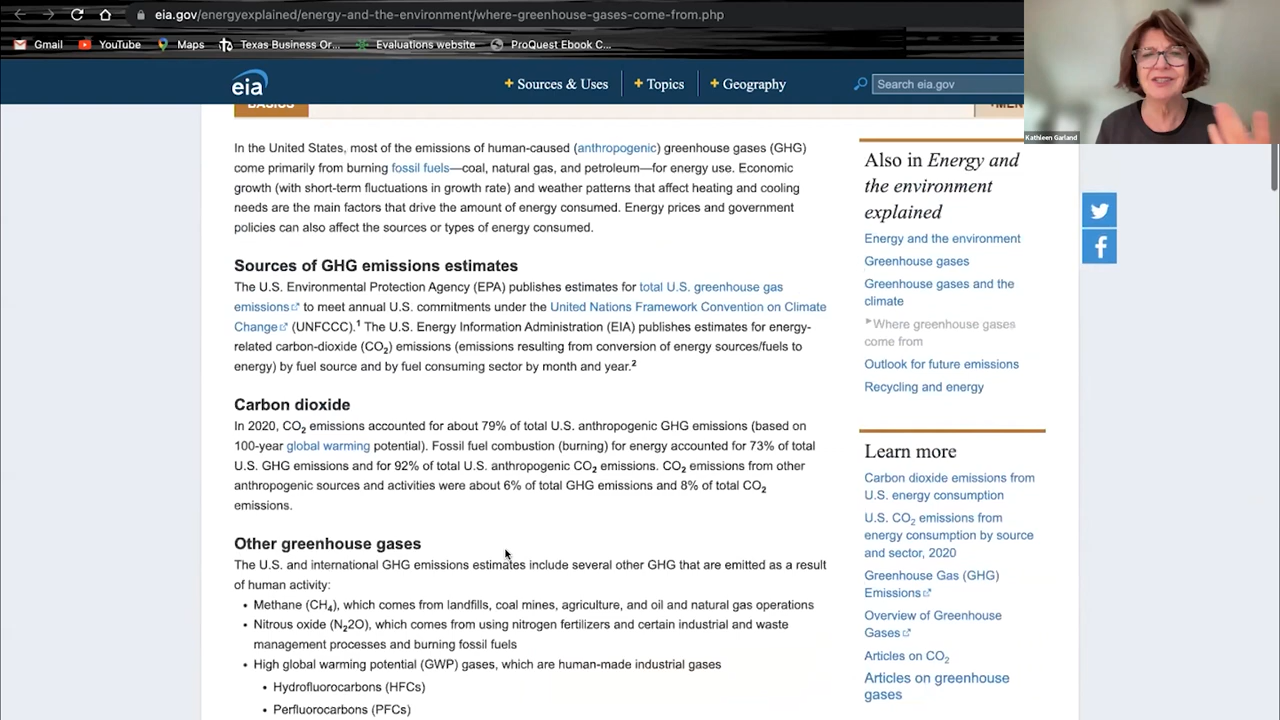 eia.gov/energyexplained/energy-and-the-environment/where-greenhouse-gases-come-from.php
Gmail YouTube Maps Texas Business Or... Evaluations website ProQuest Ebook C...
eia + Sources & Uses + Topics + Geography Search eia.gov
Kathleen Garland
BASICS +MENU
In the United States, most of the emissions of human-caused (anthropogenic) greenhouse gases (GHG)
come primarily from burning fossil fuels—coal, natural gas, and petroleum—for energy use. Economic
growth (with short-term fluctuations in growth rate) and weather patterns that affect heating and cooling
needs are the main factors that drive the amount of energy consumed. Energy prices and government
policies can also affect the sources or types of energy consumed.
Sources of GHG emissions estimates
The U.S. Environmental Protection Agency (EPA) publishes estimates for total U.S. greenhouse gas
emissions to meet annual U.S. commitments under the United Nations Framework Convention on Climate
Change (UNFCCC).¹ The U.S. Energy Information Administration (EIA) publishes estimates for energy-
related carbon-dioxide (CO₂) emissions (emissions resulting from conversion of energy sources/fuels to
energy) by fuel source and by fuel consuming sector by month and year.²
Carbon dioxide
In 2020, CO₂ emissions accounted for about 79% of total U.S. anthropogenic GHG emissions (based on
100-year global warming potential). Fossil fuel combustion (burning) for energy accounted for 73% of total
U.S. GHG emissions and for 92% of total U.S. anthropogenic CO₂ emissions. CO₂ emissions from other
anthropogenic sources and activities were about 6% of total GHG emissions and 8% of total CO₂
emissions.
Other greenhouse gases
The U.S. and international GHG emissions estimates include several other GHG that are emitted as a result
of human activity:
• Methane (CH₄), which comes from landfills, coal mines, agriculture, and oil and natural gas operations
• Nitrous oxide (N₂2O), which comes from using nitrogen fertilizers and certain industrial and waste
management processes and burning fossil fuels
• High global warming potential (GWP) gases, which are human-made industrial gases
• Hydrofluorocarbons (HFCs)
• Perfluorocarbons (PFCs)
Also in Energy and
the environment
explained
Energy and the environment
Greenhouse gases
Greenhouse gases and the
climate
Where greenhouse gases
come from
Outlook for future emissions
Recycling and energy
Learn more
Carbon dioxide emissions from
U.S. energy consumption
U.S. CO₂ emissions from
energy consumption by source
and sector, 2020
Greenhouse Gas (GHG)
Emissions
Overview of Greenhouse
Gases
Articles on CO₂
Articles on greenhouse
gases